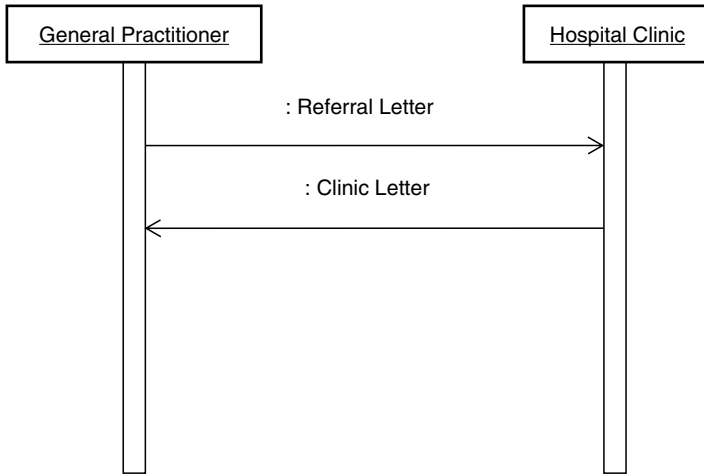 General Practitioner
Hospital Clinic
: Referral Letter
: Clinic Letter